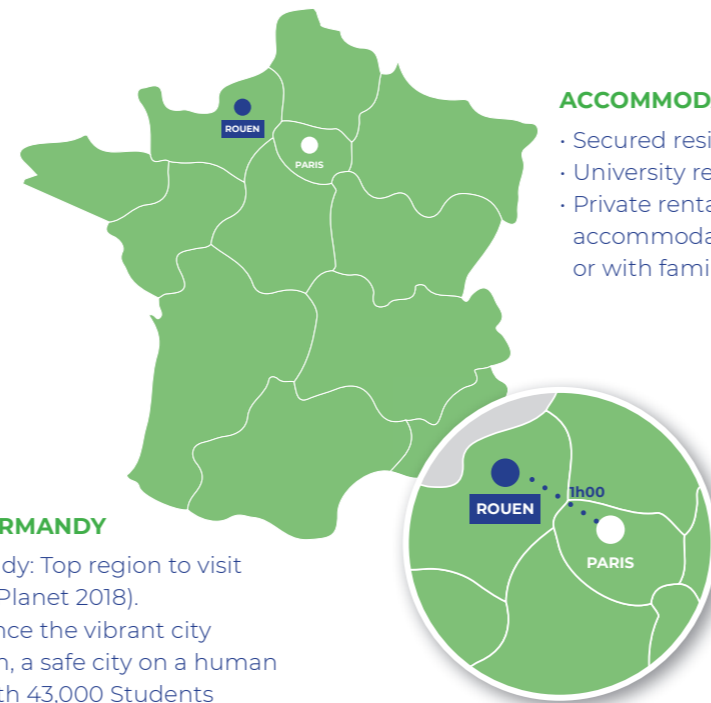 ROUEN
PARIS
ACCOMMOD
· Secured resi
· University re
· Private renta
accommoda
or with fami
1h00
ROUEN
PARIS
RMANDY
dy: Top region to visit
Planet 2018).
nce the vibrant city
n, a safe city on a human
th 43,000 Students